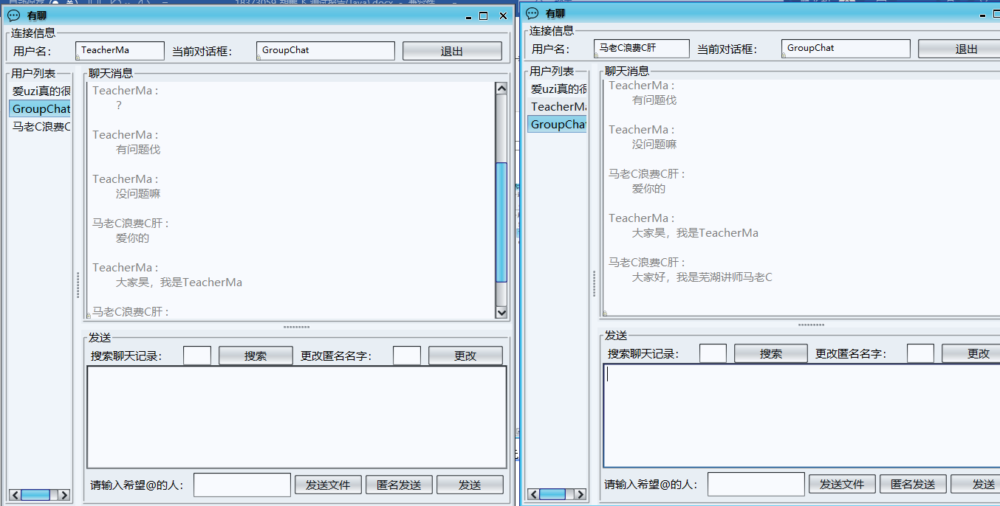 18373059 胡鹏飞 测试报告(Java).docx
有聊
连接信息
用户名： TeacherMa 当前对话框： GroupChat 退出
用户列表
爱uzi真的很
GroupChat
马老C浪费C
聊天消息
TeacherMa :
?
TeacherMa :
有问题伐
TeacherMa :
没问题嘛
马老C浪费C肝 :
爱你的
TeacherMa :
大家昊，我是TeacherMa
马老C浪费C肝 :
发送
搜索聊天记录： 搜索 更改匿名名字： 更改
请输入希望@的人： 发送文件 匿名发送 发送
有聊
连接信息
用户名： 马老C浪费C肝 当前对话框： GroupChat 退出
用户列表
爱uzi真的很
TeacherMa
GroupChat
聊天消息
TeacherMa :
有问题伐
TeacherMa :
没问题嘛
马老C浪费C肝 :
爱你的
TeacherMa :
大家昊，我是TeacherMa
马老C浪费C肝 :
大家好，我是芜湖讲师马老C
发送
搜索聊天记录： 搜索 更改匿名名字： 更改
请输入希望@的人： 发送文件 匿名发送 发送